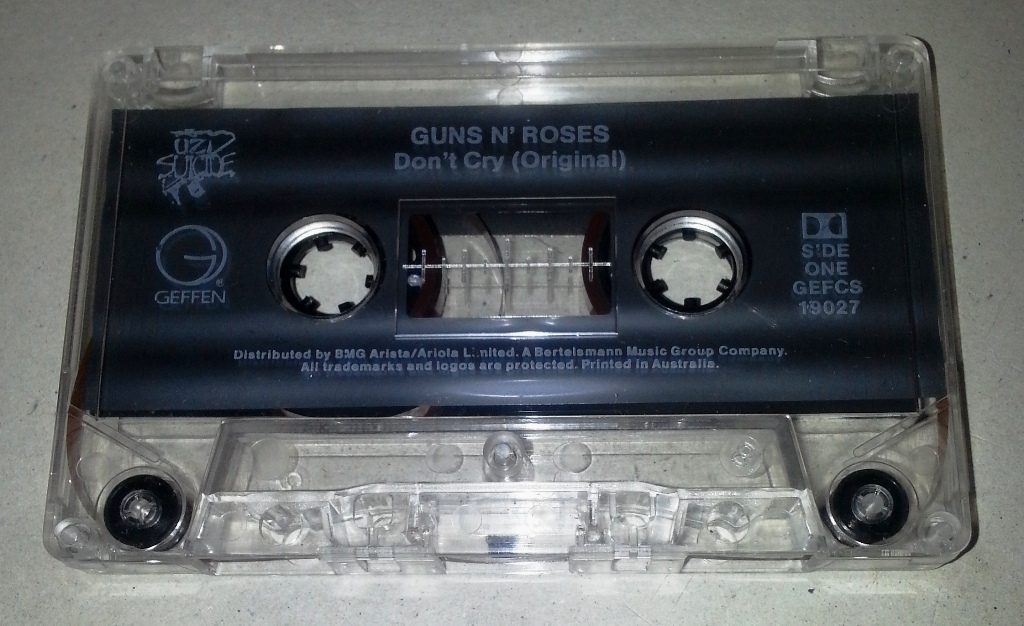 GUNS N' ROSES
Don't Cry (Original)
UZI
SUICIDE
GEFFEN®
SIDE
ONE
GEFCS
19027
Distributed by BMG Arista/Ariola Limited. A Bertelsmann Music Group Company.
All trademarks and logos are protected. Printed in Australia.